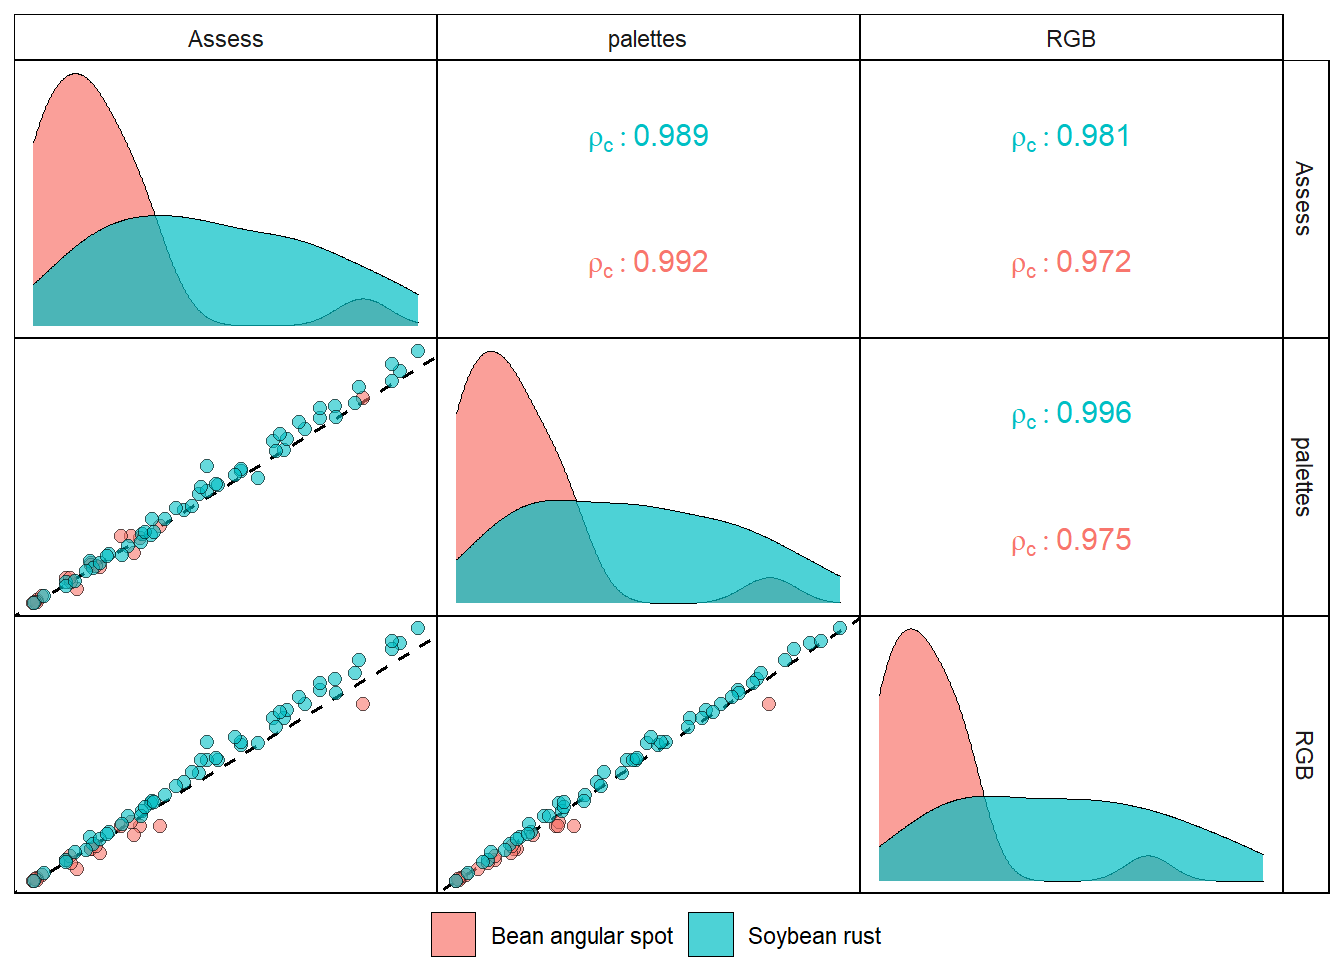 Assess palettes RGB
ρc : 0.989 ρc : 0.981
Assess
ρc : 0.992 ρc : 0.972
ρc : 0.996
palettes
ρc : 0.975
RGB
Bean angular spot Soybean rust